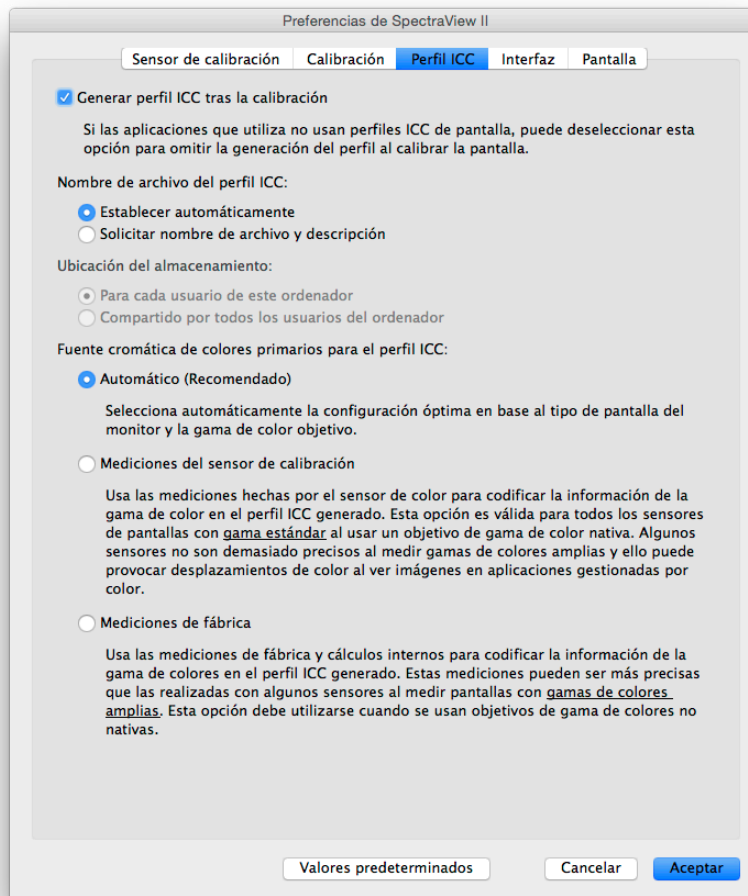 Preferencias de SpectraView II
Sensor de calibración Calibración Perfil ICC Interfaz Pantalla
Generar perfil ICC tras la calibración
Si las aplicaciones que utiliza no usan perfiles ICC de pantalla, puede deseleccionar esta
opción para omitir la generación del perfil al calibrar la pantalla.
Nombre de archivo del perfil ICC:
Establecer automáticamente
Solicitar nombre de archivo y descripción
Ubicación del almacenamiento:
Para cada usuario de este ordenador
Compartido por todos los usuarios del ordenador
Fuente cromática de colores primarios para el perfil ICC:
Automático (Recomendado)
Selecciona automáticamente la configuración óptima en base al tipo de pantalla del
monitor y la gama de color objetivo.
Mediciones del sensor de calibración
Usa las mediciones hechas por el sensor de color para codificar la información de la
gama de color en el perfil ICC generado. Esta opción es válida para todos los sensores
de pantallas con gama estándar al usar un objetivo de gama de color nativa. Algunos
sensores no son demasiado precisos al medir gamas de colores amplias y ello puede
provocar desplazamientos de color al ver imágenes en aplicaciones gestionadas por
color.
Mediciones de fábrica
Usa las mediciones de fábrica y cálculos internos para codificar la información de la
gama de colores en el perfil ICC generado. Estas mediciones pueden ser más precisas
que las realizadas con algunos sensores al medir pantallas con gamas de colores
amplias. Esta opción debe utilizarse cuando se usan objetivos de gama de colores no
nativas.
Valores predeterminados Cancelar Aceptar